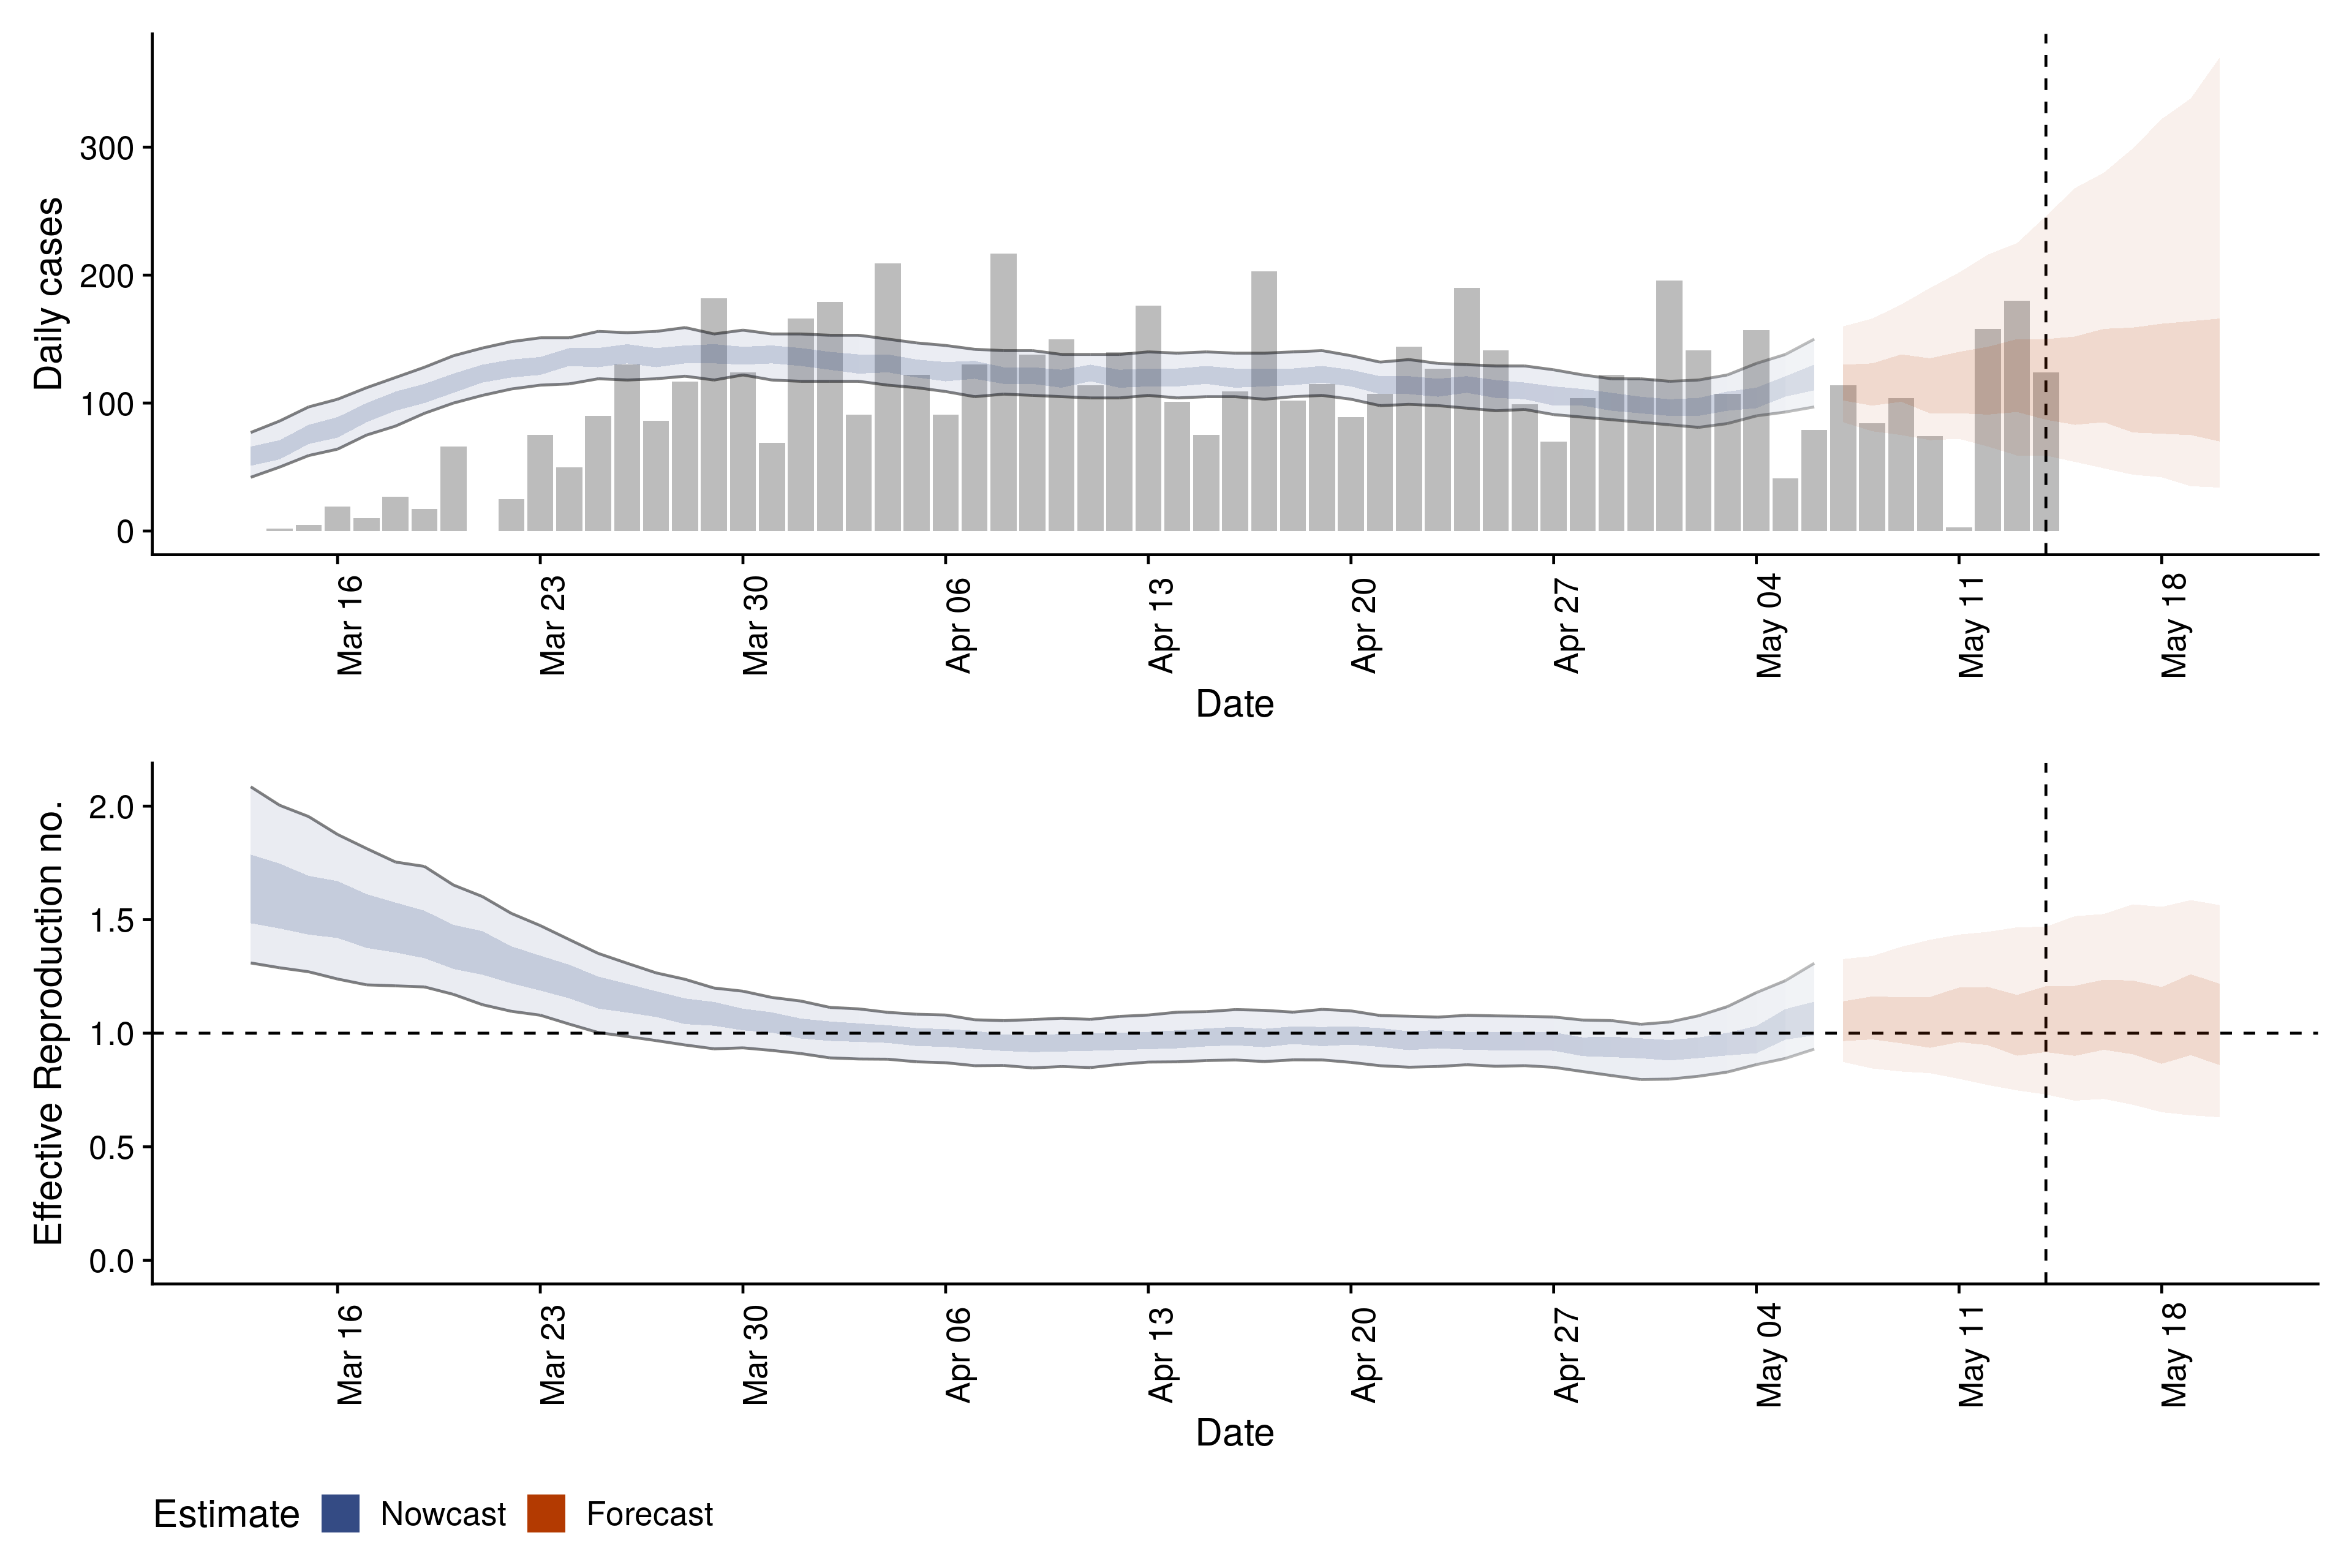 Daily cases
300
200
100
0
Mar 16
Mar 23
Mar 30
Apr 06
Apr 13
Apr 20
Apr 27
May 04
May 11
May 18
Date
Effective Reproduction no.
2.0
1.5
1.0
0.5
0.0
Mar 16
Mar 23
Mar 30
Apr 06
Apr 13
Apr 20
Apr 27
May 04
May 11
May 18
Date
Estimate Nowcast Forecast